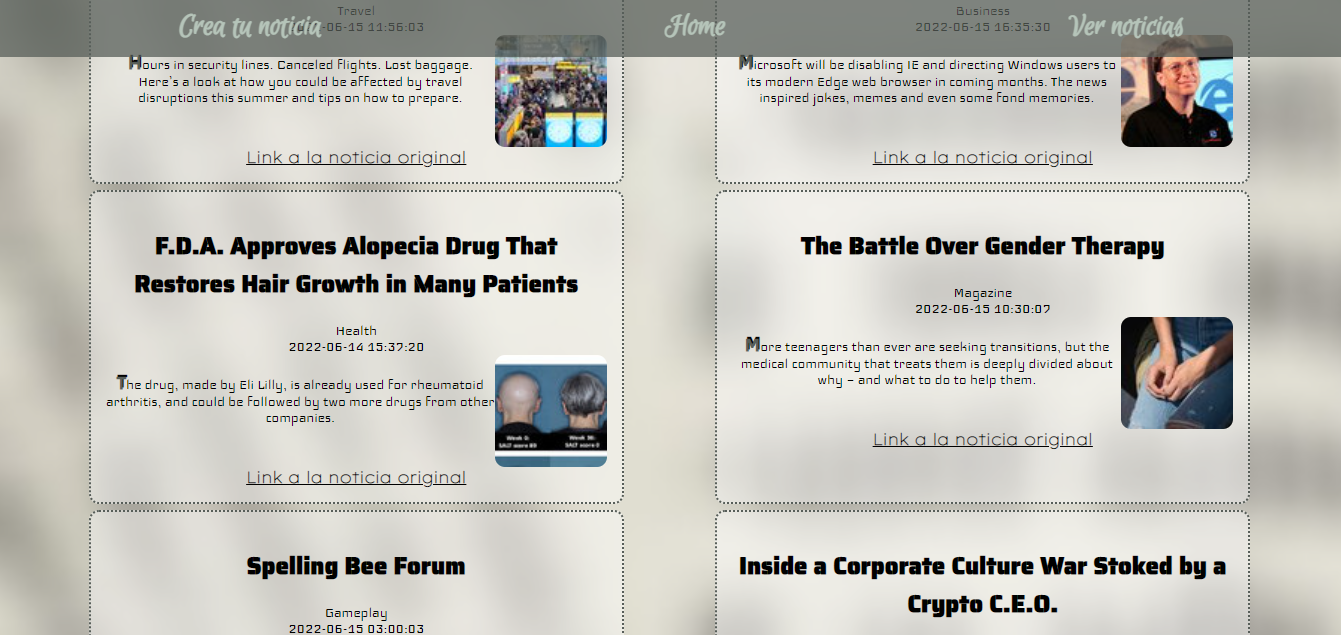 Crea tu noticia
Home
Ver noticias
Travel
2022-06-15 11:56:03
Hours in security lines. Canceled flights. Lost baggage.
Here's a look at how you could be affected by travel
disruptions this summer and tips on how to prepare.
Link a la noticia original
Business
2022-06-15 16:35:30
Microsoft will be disabling IE and directing Windows users to
its modern Edge web browser in coming months. The news
inspired jokes, memes and even some fond memories.
Link a la noticia original
F.D.A. Approves Alopecia Drug That
Restores Hair Growth in Many Patients
Health
2022-06-14 15:37:20
The drug, made by Eli Lilly, is already used for rheumatoid
arthritis, and could be followed by two more drugs from other
companies.
Week 0:
SALT score 89
Week 36:
SALT score 0
Link a la noticia original
The Battle Over Gender Therapy
Magazine
2022-06-15 10:30:07
More teenagers than ever are seeking transitions, but the
medical community that treats them is deeply divided about
why — and what to do to help them.
Link a la noticia original
Spelling Bee Forum
Gameplay
2022-06-15 03:00:03
Inside a Corporate Culture War Stoked by a
Crypto C.E.O.